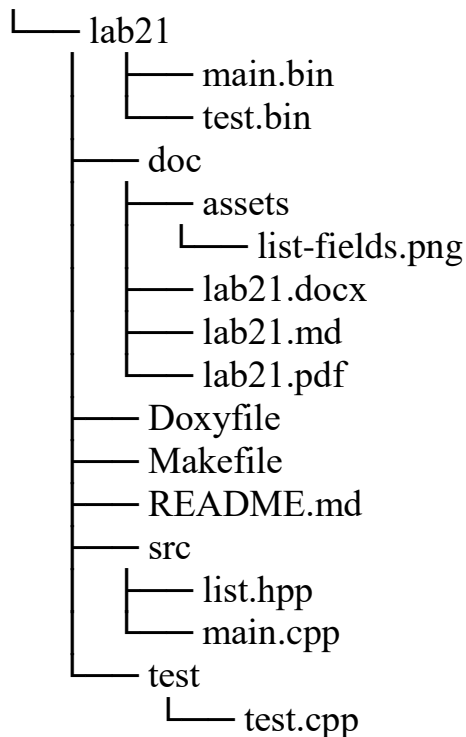 lab21
main.bin
test.bin
doc
assets
list-fields.png
lab21.docx
lab21.md
lab21.pdf
Doxyfile
Makefile
README.md
src
list.hpp
main.cpp
test
test.cpp